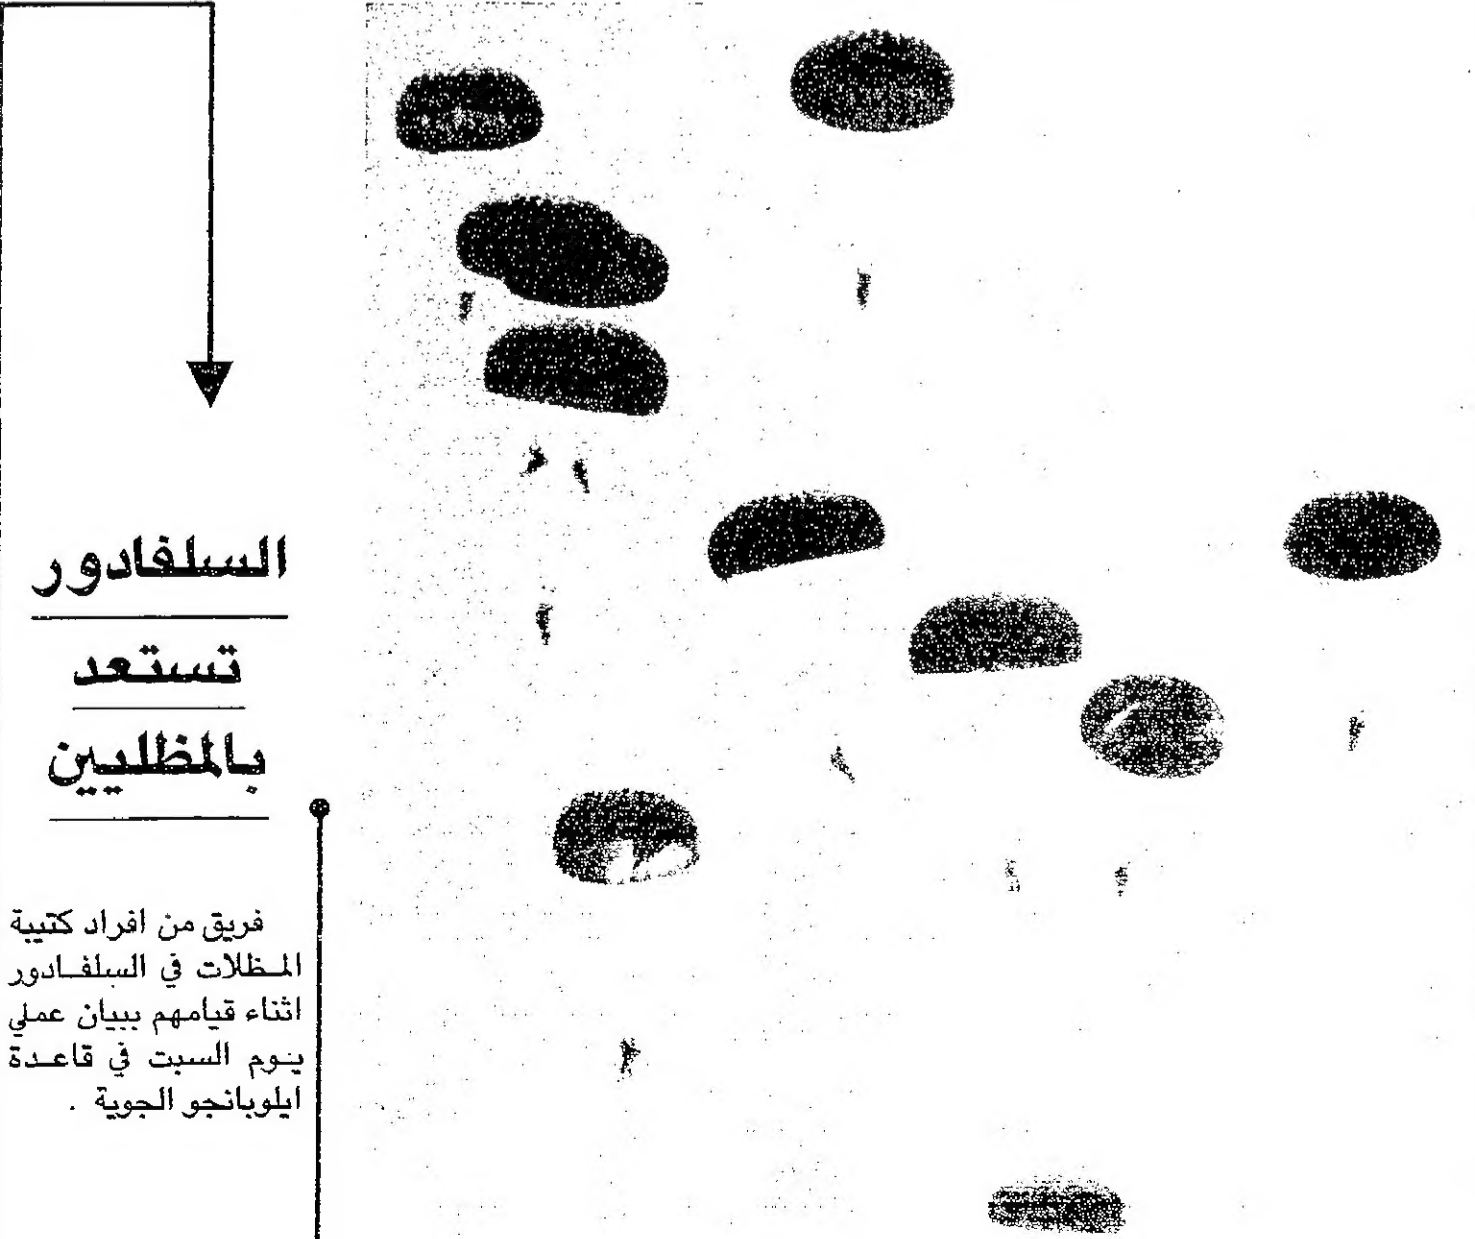 السلفادور
تستعد
بالمظليين
فريق من افراد كتيبة
المظلات في السلفادور
اثناء قيامهم ببيان عملي
يوم السبت في قاعدة
ايلوبانجو الجوية .